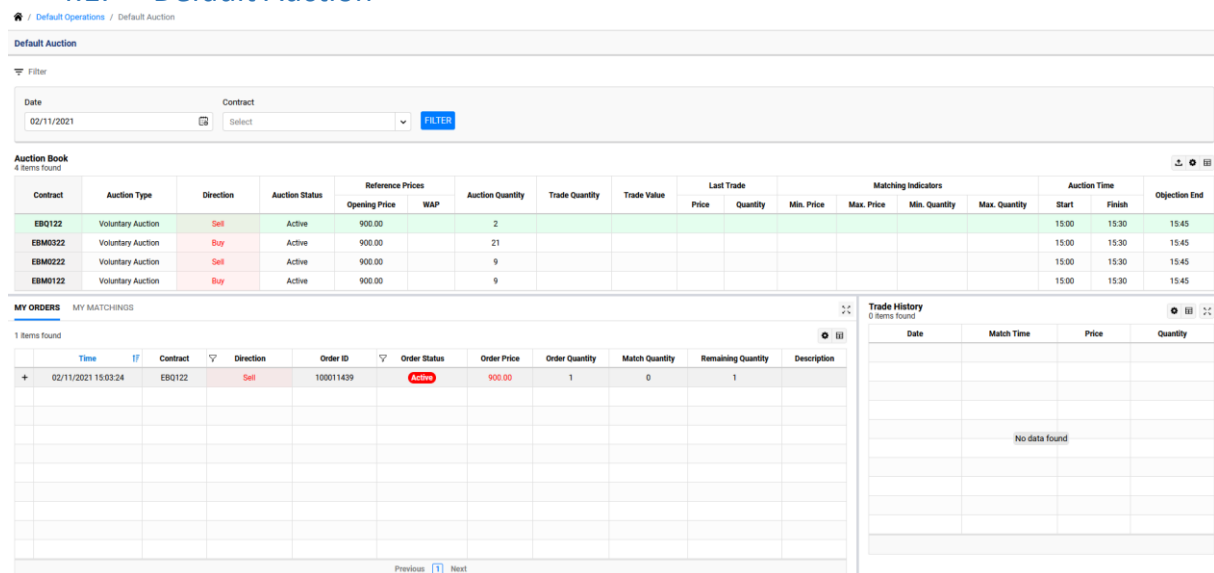 / Default Operations / Default Auction
Default Auction
Filter
Date Contract
02/11/2021 Select FILTER
Auction Book
4 items found
Contract Auction Type Direction Auction Status Reference Prices Auction Quantity Trade Quantity Trade Value Last Trade Matching Indicators Auction Time Objection End
Opening Price WAP Price Quantity Min. Price Max. Price Min. Quantity Max. Quantity Start Finish
EBQ122 Voluntary Auction Sell Active 900.00 2 15:00 15:30 15:45
EBM0322 Voluntary Auction Buy Active 900.00 21 15:00 15:30 15:45
EBM0222 Voluntary Auction Sell Active 900.00 9 15:00 15:30 15:45
EBM0122 Voluntary Auction Buy Active 900.00 9 15:00 15:30 15:45
MY ORDERS MY MATCHINGS
1 items found
Time Contract Direction Order ID Order Status Order Price Order Quantity Match Quantity Remaining Quantity Description
+ 02/11/2021 15:03:24 EBQ122 Sell 100011439 Active 900.00 1 0 1
Previous 1 Next
Trade History
0 items found
Date Match Time Price Quantity
No data found